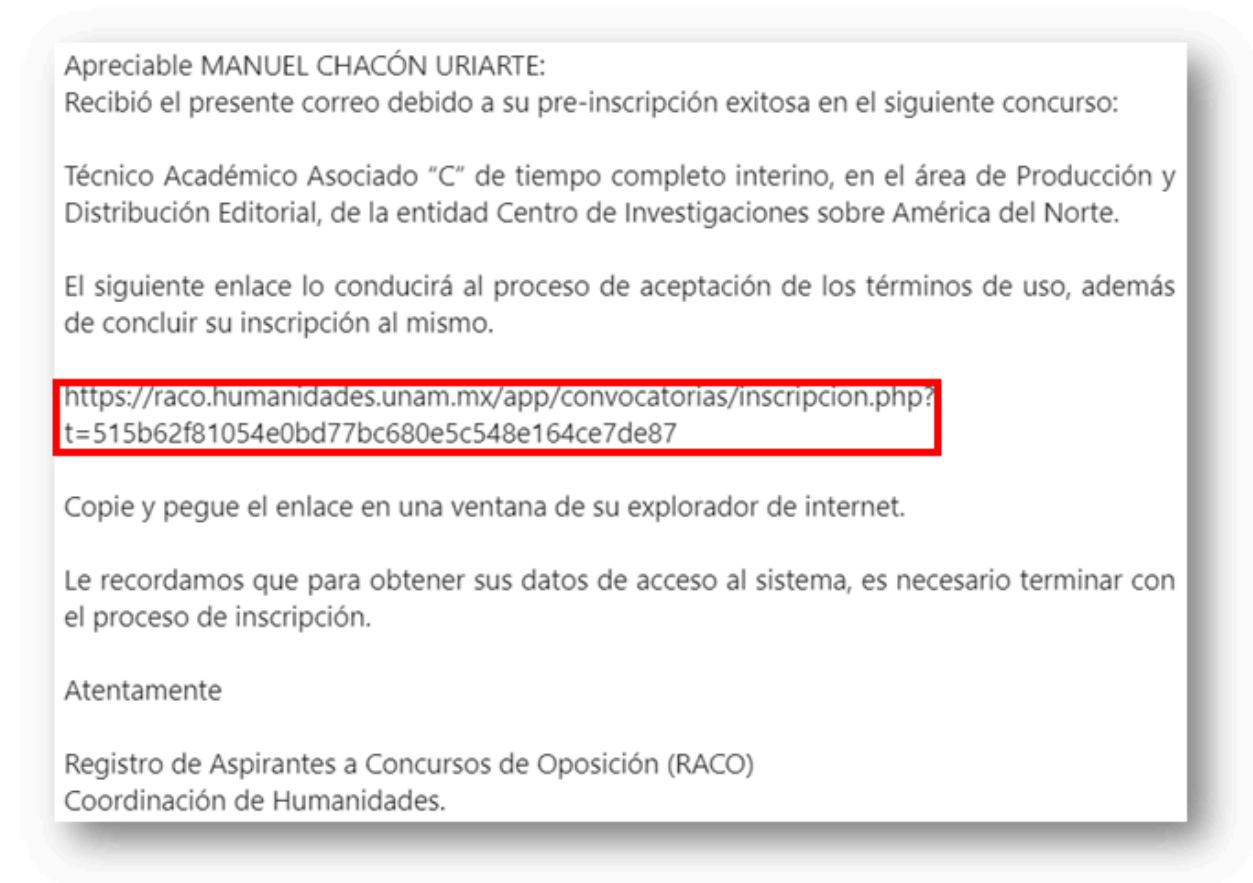 Apreciable MANUEL CHACÓN URIARTE:
Recibió el presente correo debido a su pre-inscripción exitosa en el siguiente concurso:
Técnico Académico Asociado “C” de tiempo completo interino, en el área de Producción y
Distribución Editorial, de la entidad Centro de Investigaciones sobre América del Norte.
El siguiente enlace lo conducirá al proceso de aceptación de los términos de uso, además
de concluir su inscripción al mismo.
https://raco.humanidades.unam.mx/app/convocatorias/inscripcion.php?
t=515b62f81054e0bd77bc680e5c548e164ce7de87
Copie y pegue el enlace en una ventana de su explorador de internet.
Le recordamos que para obtener sus datos de acceso al sistema, es necesario terminar con
el proceso de inscripción.
Atentamente
Registro de Aspirantes a Concursos de Oposición (RACO)
Coordinación de Humanidades.